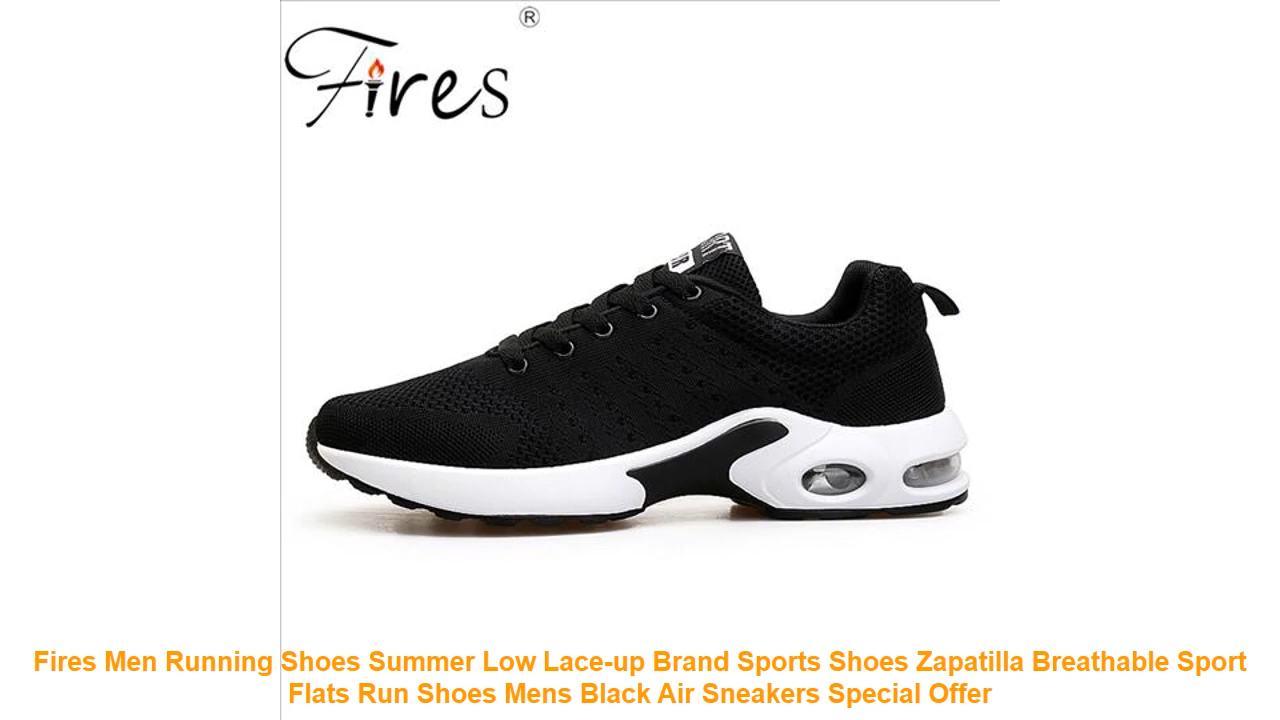 ®
Fires
Fires Men Running Shoes Summer Low Lace-up Brand Sports Shoes Zapatilla Breathable Sport
Flats Run Shoes Mens Black Air Sneakers Special Offer